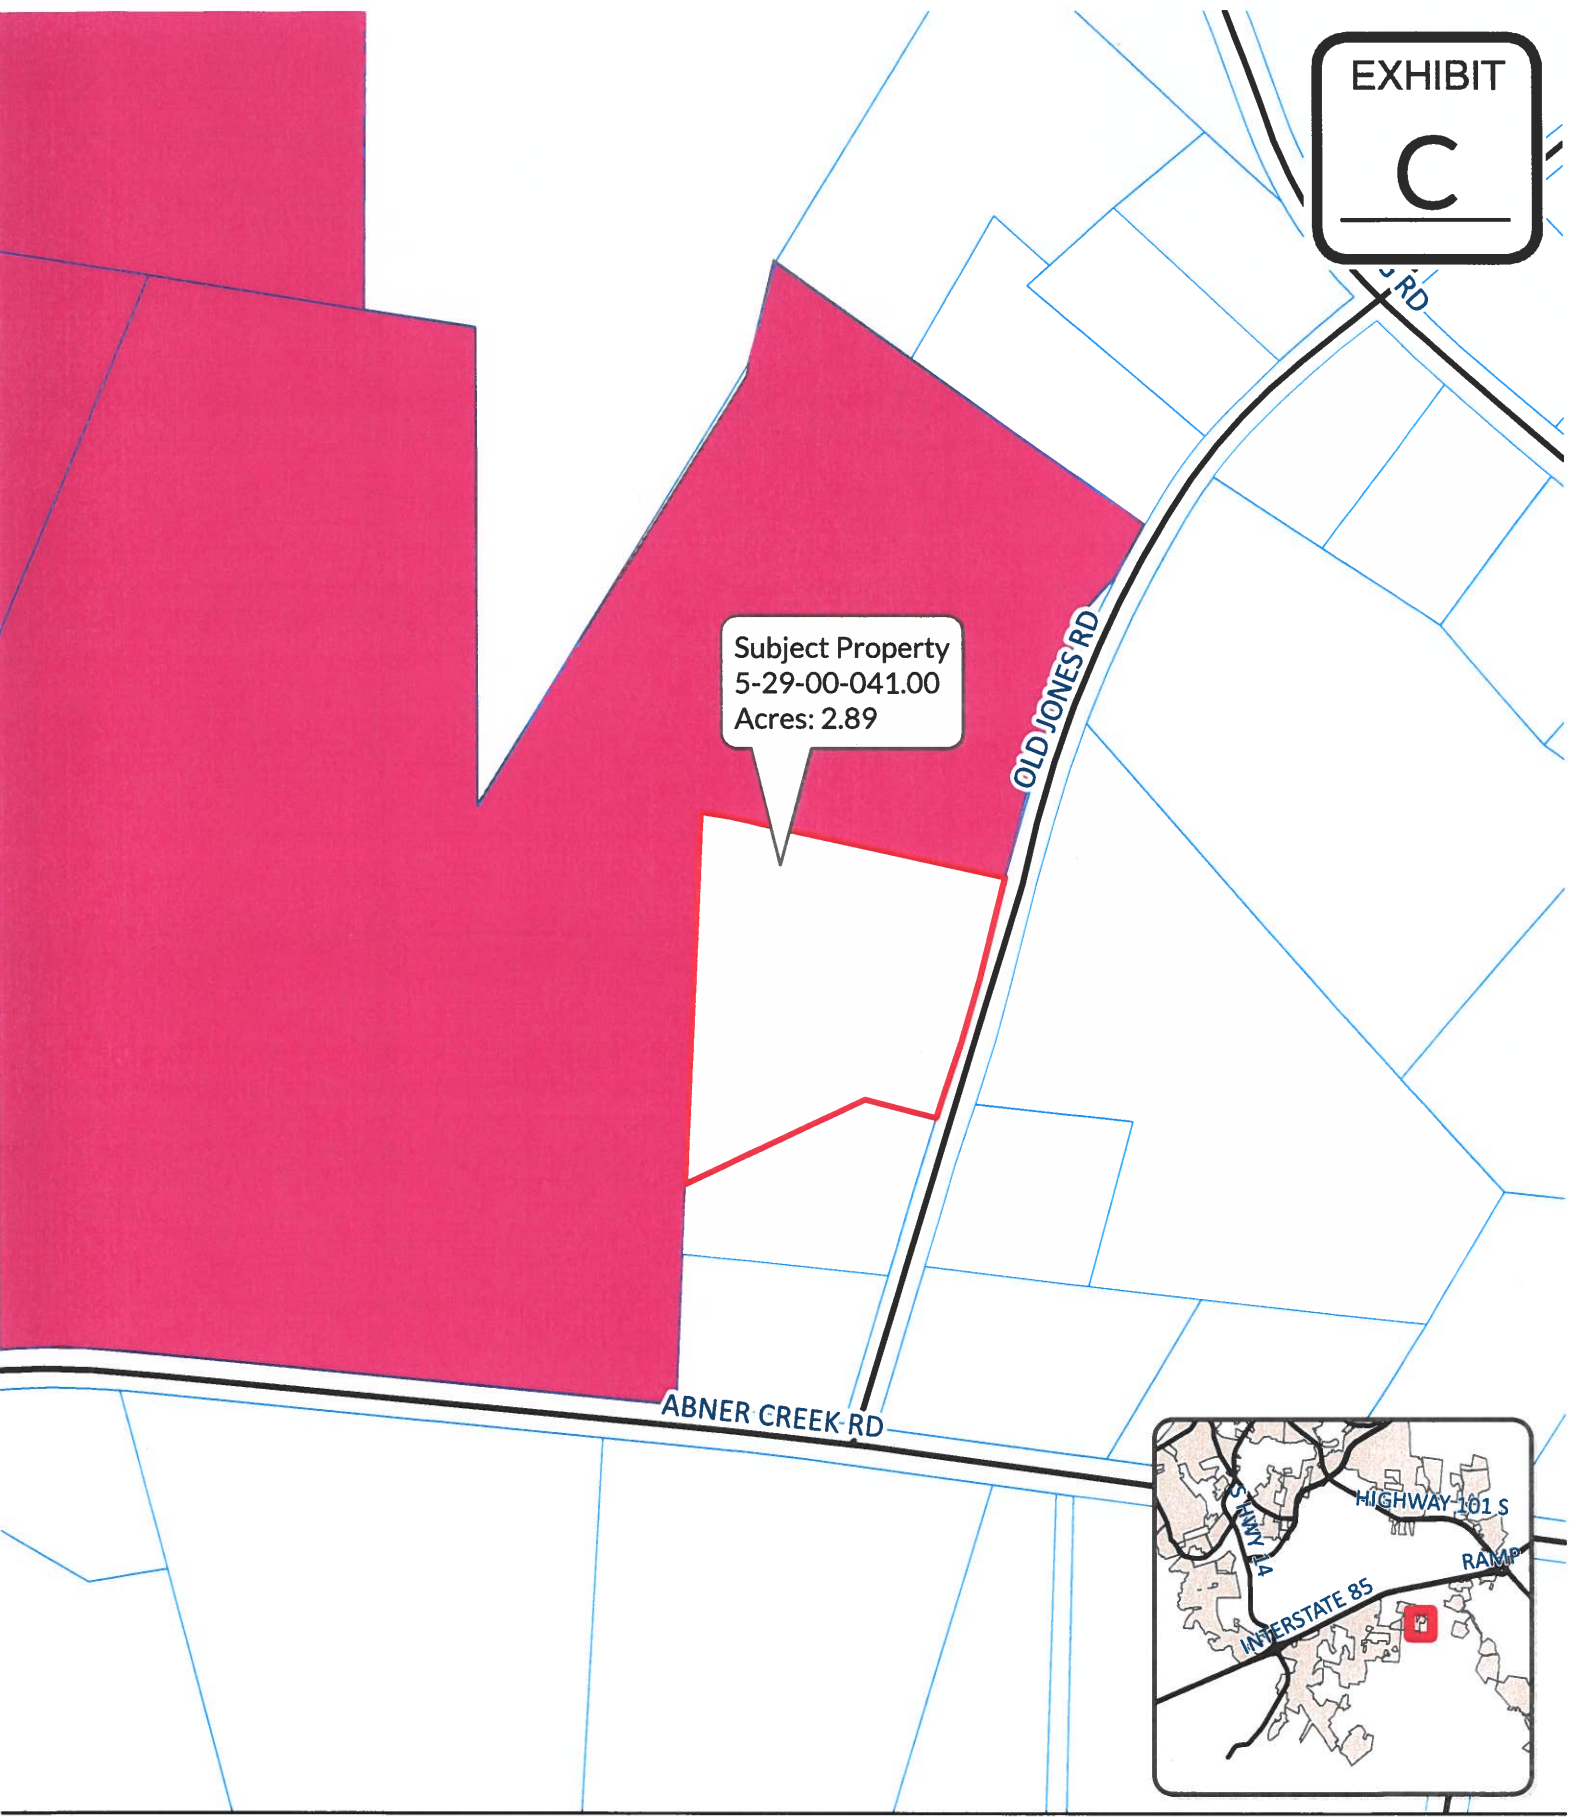 EXHIBIT
C
RD
Subject Property
5-29-00-041.00
Acres: 2.89
OLD JONES RD
ABNER CREEK RD
HIGHWAY 101 S
S HWY 14
RAMP
INTERSTATE 85